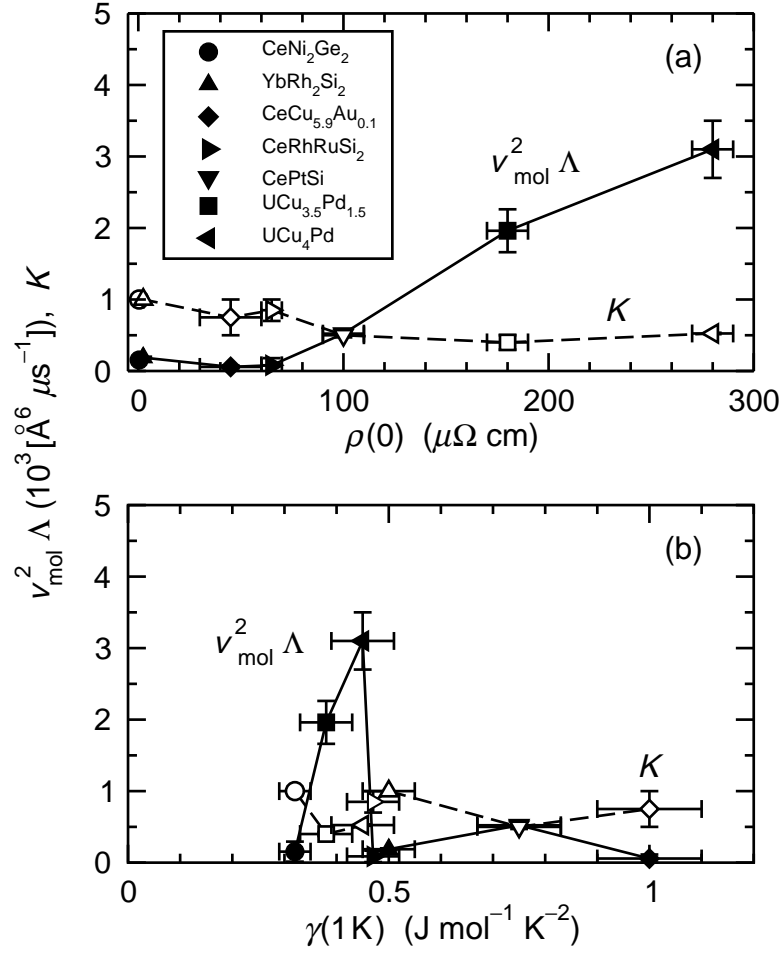 v²mol Λ (10³[Å⁶ μs⁻¹]), K
5
4
3
2
1
0
CeNi₂Ge₂
YbRh₂Si₂
CeCu₅.₉Au₀.₁
CeRhRuSi₂
CePtSi
UCu₃.₅Pd₁.₅
UCu₄Pd
(a)
v²mol Λ
K
0 100 200 300
ρ(0) (μΩ cm)
5
4
3
2
1
0
(b)
v²mol Λ
K
0 0.5 1
γ(1K) (J mol⁻¹ K⁻²)